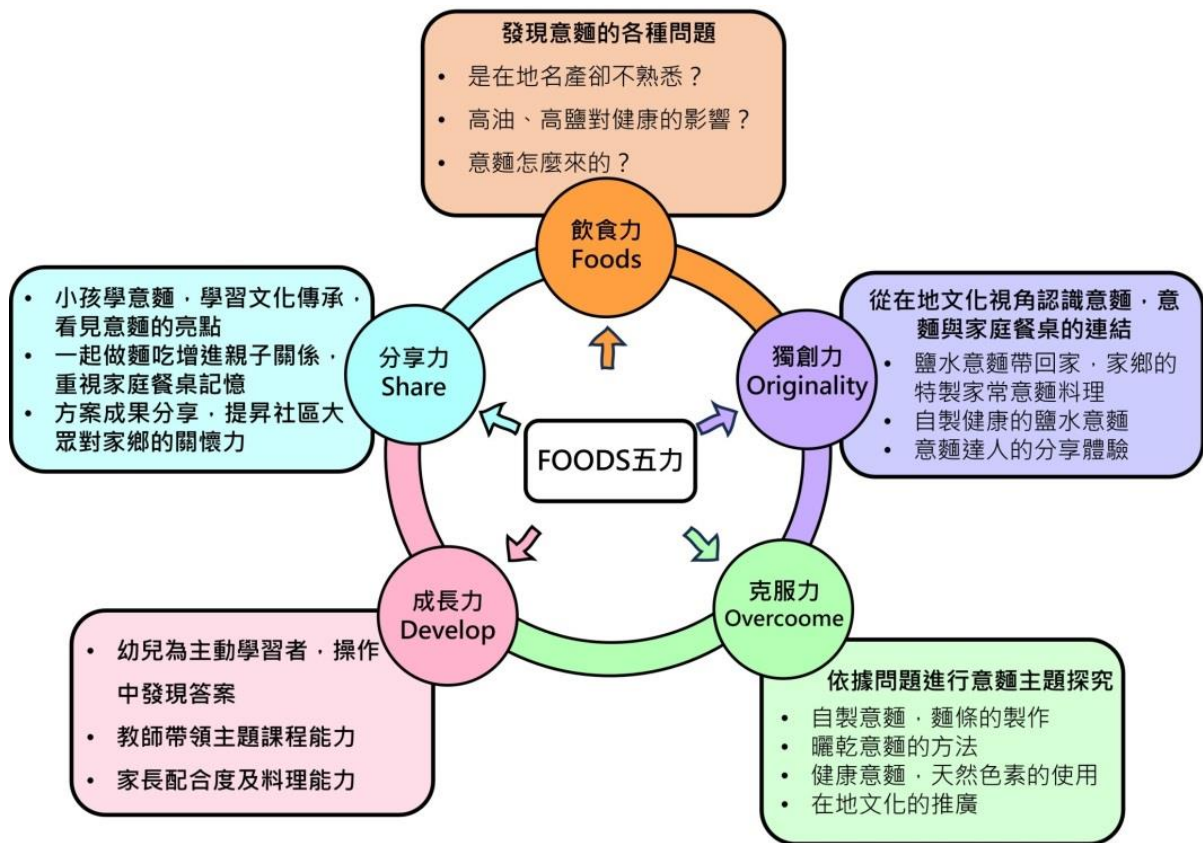 發現意麵的各種問題
• 是在地名產卻不熟悉？
• 高油、高鹽對健康的影響？
• 意麵怎麼來的？
飲食力
Foods
• 小孩學意麵，學習文化傳承，
看見意麵的亮點
• 一起做麵吃增進親子關係，
重視家庭餐桌記憶
• 方案成果分享，提昇社區大
眾對家鄉的關懷力
分享力
Share
獨創力
Originality
從在地文化視角認識意麵，意
麵與家庭餐桌的連結
• 鹽水意麵帶回家，家鄉的
特製家常意麵料理
• 自製健康的鹽水意麵
• 意麵達人的分享體驗
FOODS五力
成長力
Develop
• 幼兒為主動學習者，操作
中發現答案
• 教師帶領主題課程能力
• 家長配合度及料理能力
克服力
Overcoome
依據問題進行意麵主題探究
• 自製意麵，麵條的製作
• 曬乾意麵的方法
• 健康意麵，天然色素的使用
• 在地文化的推廣